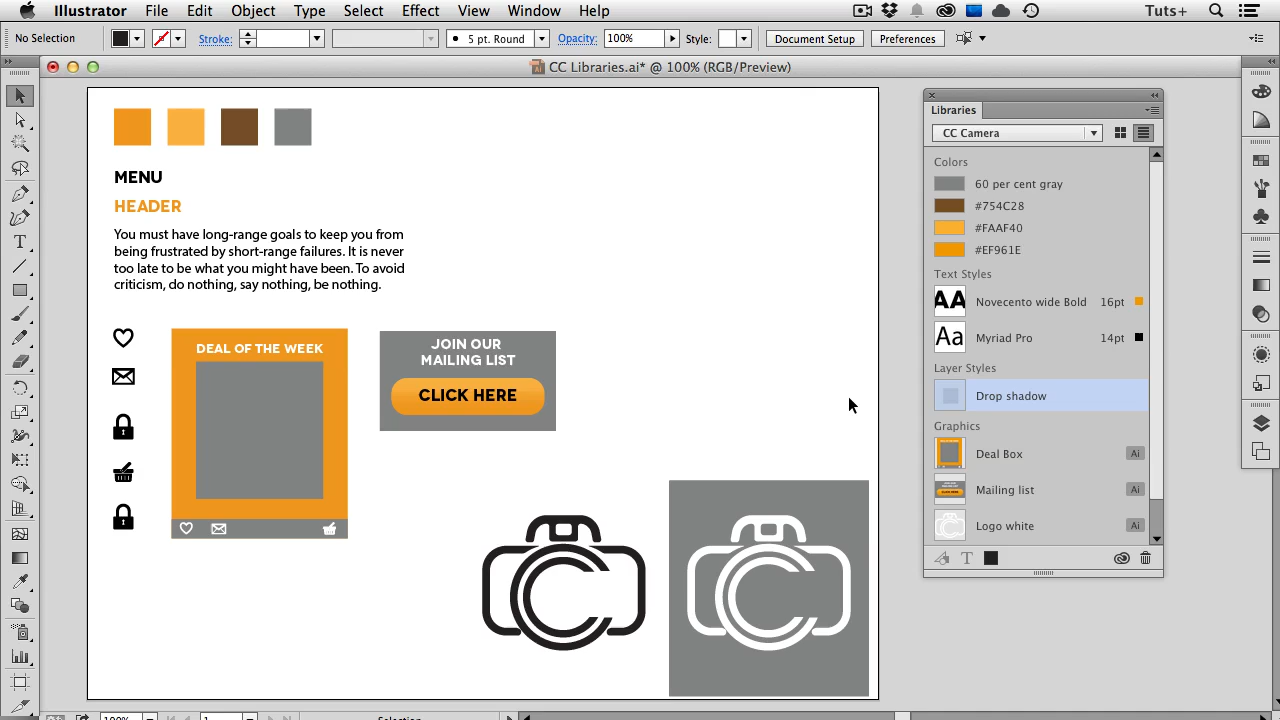 Illustrator File Edit Object Type Select Effect View Window Help Tuts+
No Selection Stroke: 5 pt. Round Opacity: 100% Style: Document Setup Preferences
CC Libraries.ai* @ 100% (RGB/Preview)
MENU
HEADER
You must have long-range goals to keep you from
being frustrated by short-range failures. It is never
too late to be what you might have been. To avoid
criticism, do nothing, say nothing, be nothing.
DEAL OF THE WEEK
JOIN OUR
MAILING LIST
CLICK HERE
Libraries
CC Camera
Colors
60 per cent gray
#754C28
#FAAF40
#EF961E
Text Styles
AA Novecento wide Bold 16pt
Aa Myriad Pro 14pt
Layer Styles
Drop shadow
Graphics
Deal Box Ai
Mailing list Ai
Logo white Ai
100% 1 Selection